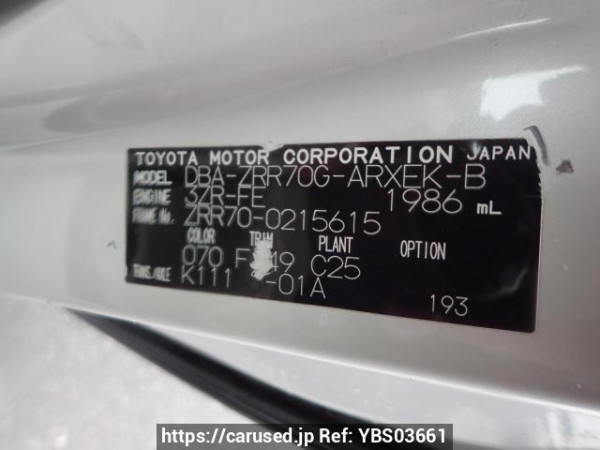 TOYOTA MOTOR CORPORATION JAPAN
MODEL DBA-ZRR70G-ARXEK-B
ENGINE 3ZR-FE 1986 mL
FRAME No. ZRR70-0215615
COLOR TRIM PLANT OPTION
070 C25
TRANS./AXLE K111 -01A
193
https://carused.jp Ref: YBS03661